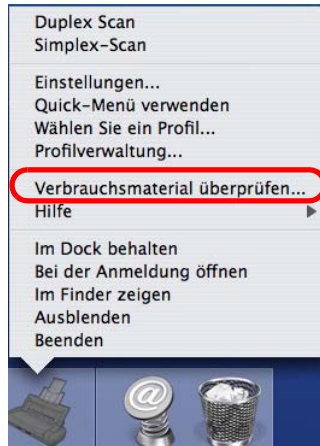 Duplex Scan
Simplex-Scan
Einstellungen...
Quick-Menü verwenden
Wählen Sie ein Profil...
Profilverwaltung...
Verbrauchsmaterial überprüfen...
Hilfe
Im Dock behalten
Bei der Anmeldung öffnen
Im Finder zeigen
Ausblenden
Beenden
@